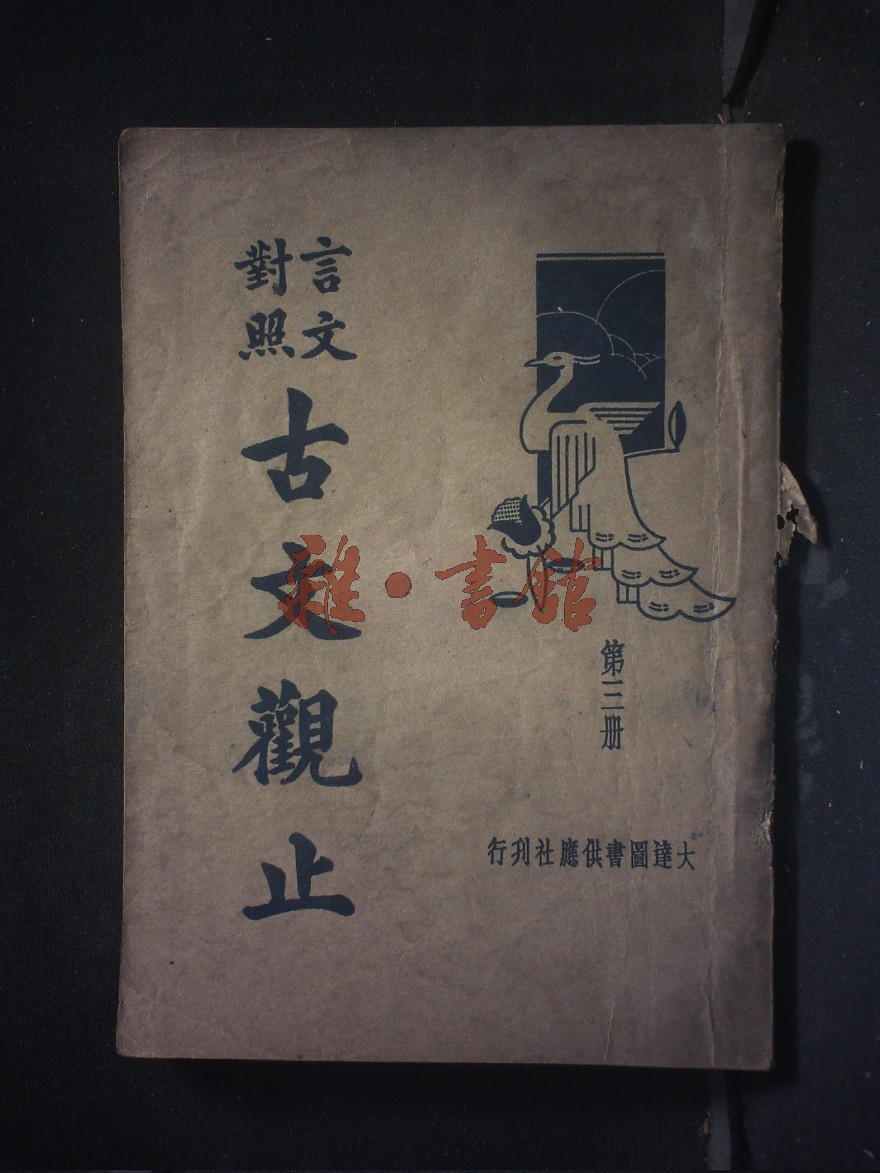 言文
對照
古文觀止
第三册
大達圖書供應社刊行
雜·書館